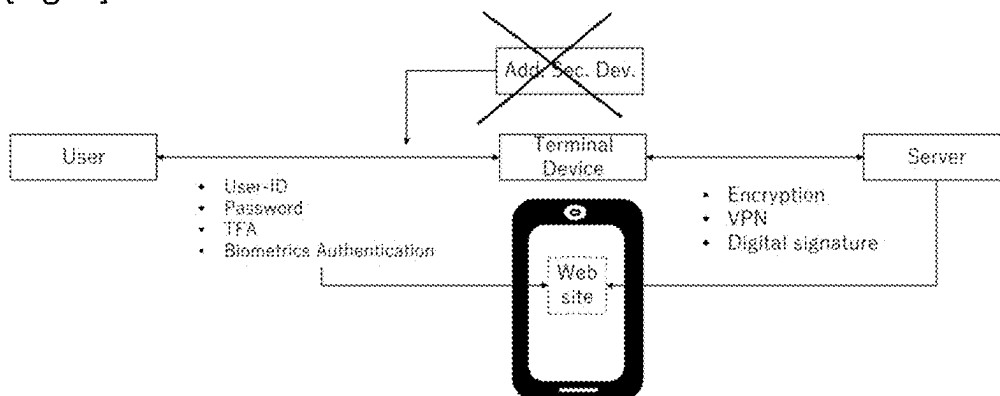 Add. Sec. Dev.
User
Terminal
Device
Server
• User-ID
• Password
• TFA
• Biometrics Authentication
• Encryption
• VPN
• Digital signature
Web
site